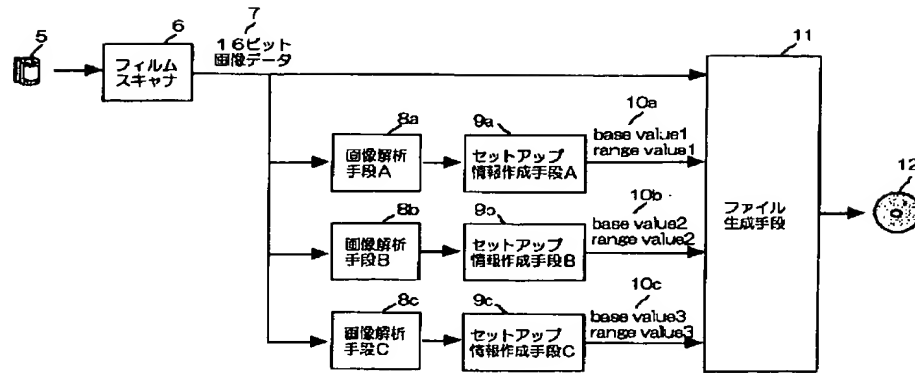 5
6
フィルム
スキャナ
7
16ビット
画像データ
8a
画像解析
手段A
9a
セットアップ
情報作成手段A
10a
base value1
range value1
8b
画像解析
手段B
9b
セットアップ
情報作成手段B
10b
base value2
range value2
8c
画像解析
手段C
9c
セットアップ
情報作成手段C
10c
base value3
range value3
11
ファイル
生成手段
12